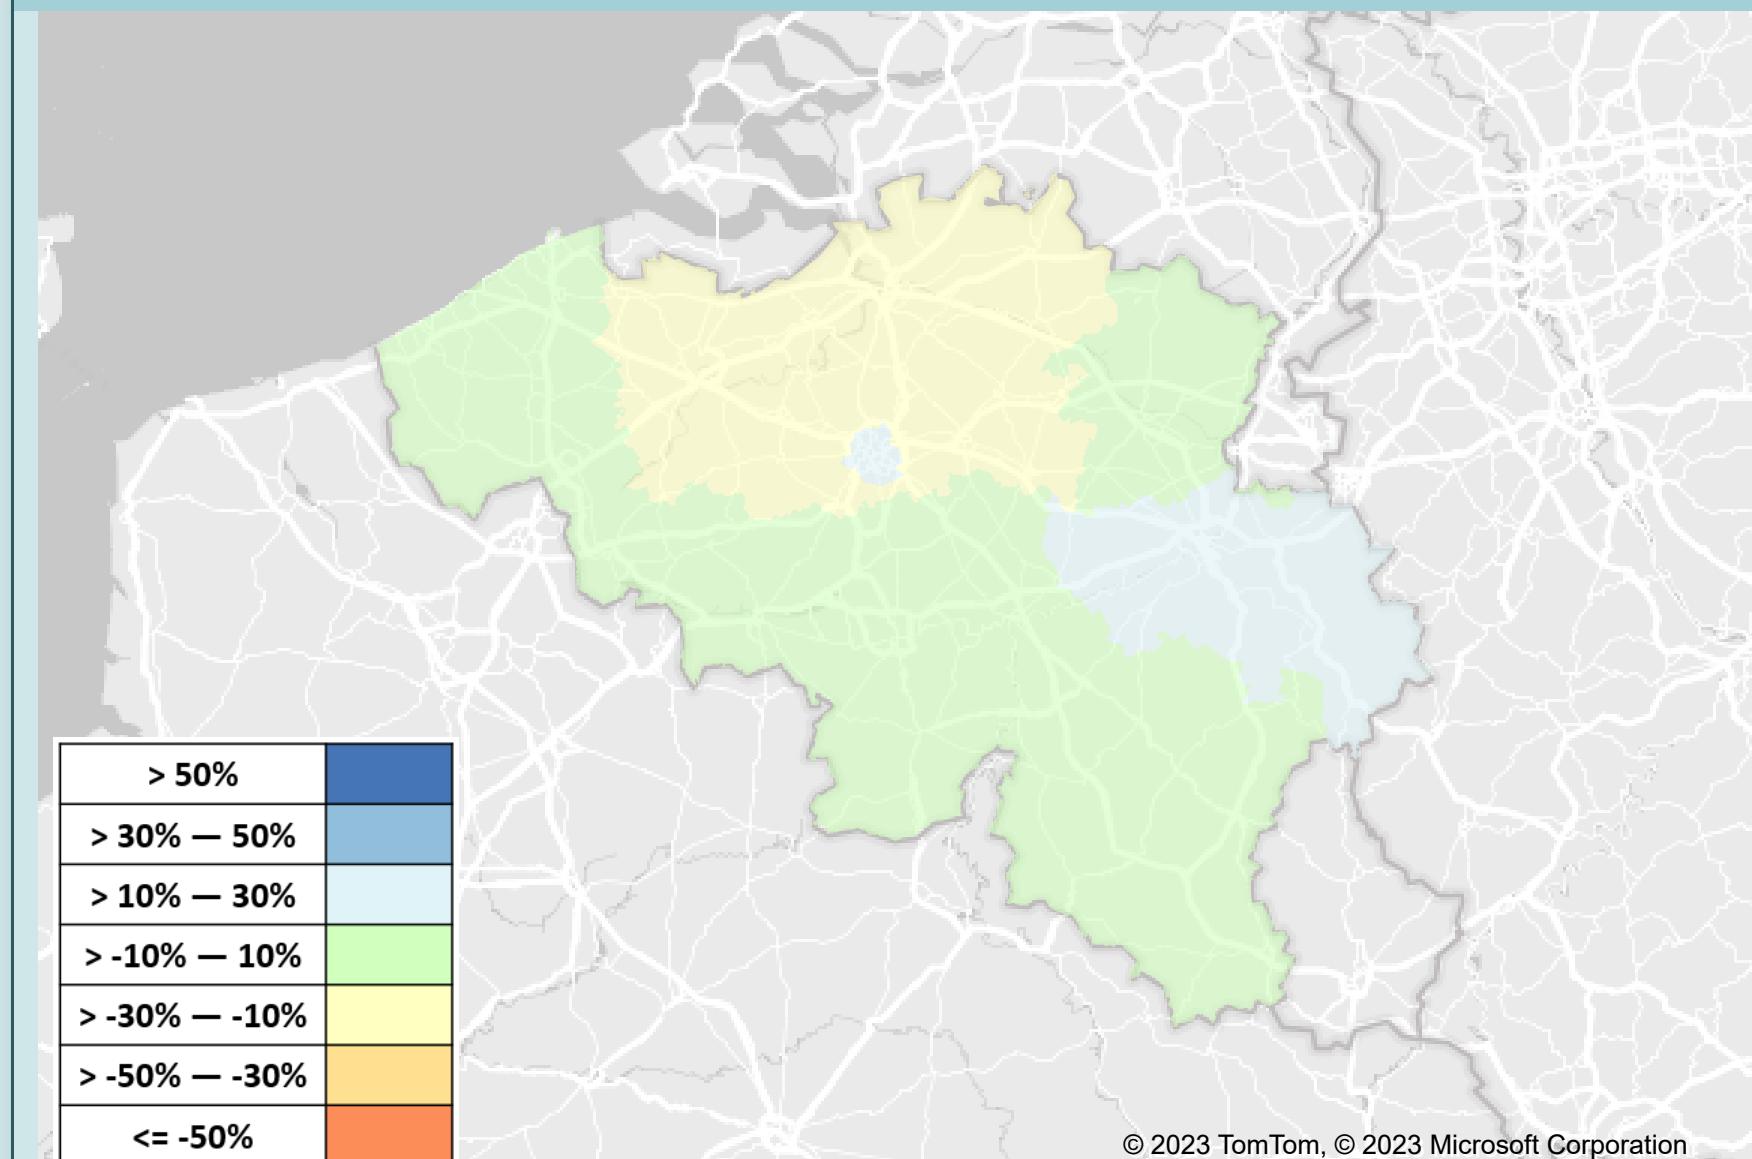 > 50%
> 30% — 50%
> 10% — 30%
> -10% — 10%
> -30% — -10%
> -50% — -30%
<= -50%
© 2023 TomTom, © 2023 Microsoft Corporation